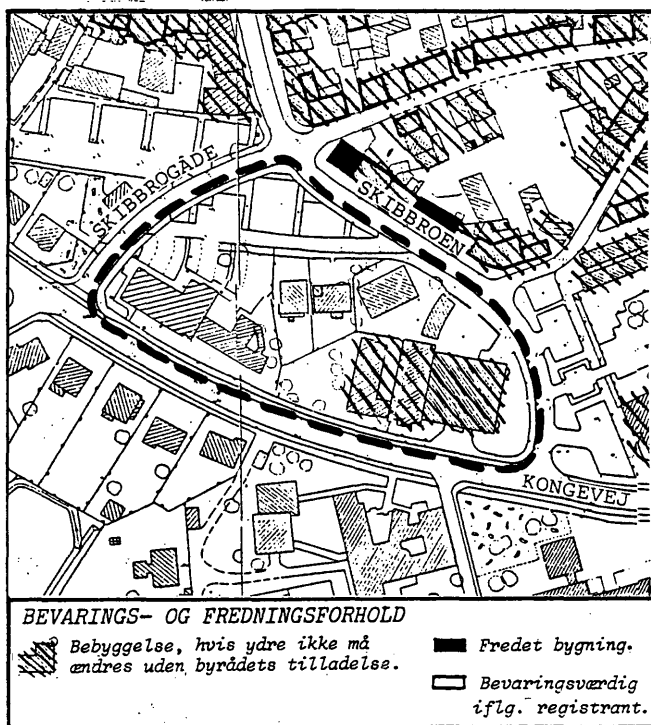 SKIBBROGADE
SKIBBROEN
KONGEVEJ
BEVARINGS- OG FREDNINGSFORHOLD
Bebyggelse, hvis ydre ikke må
ændres uden byrådets tilladelse.
Fredet bygning.
Bevaringsværdig
iflg. registrant.